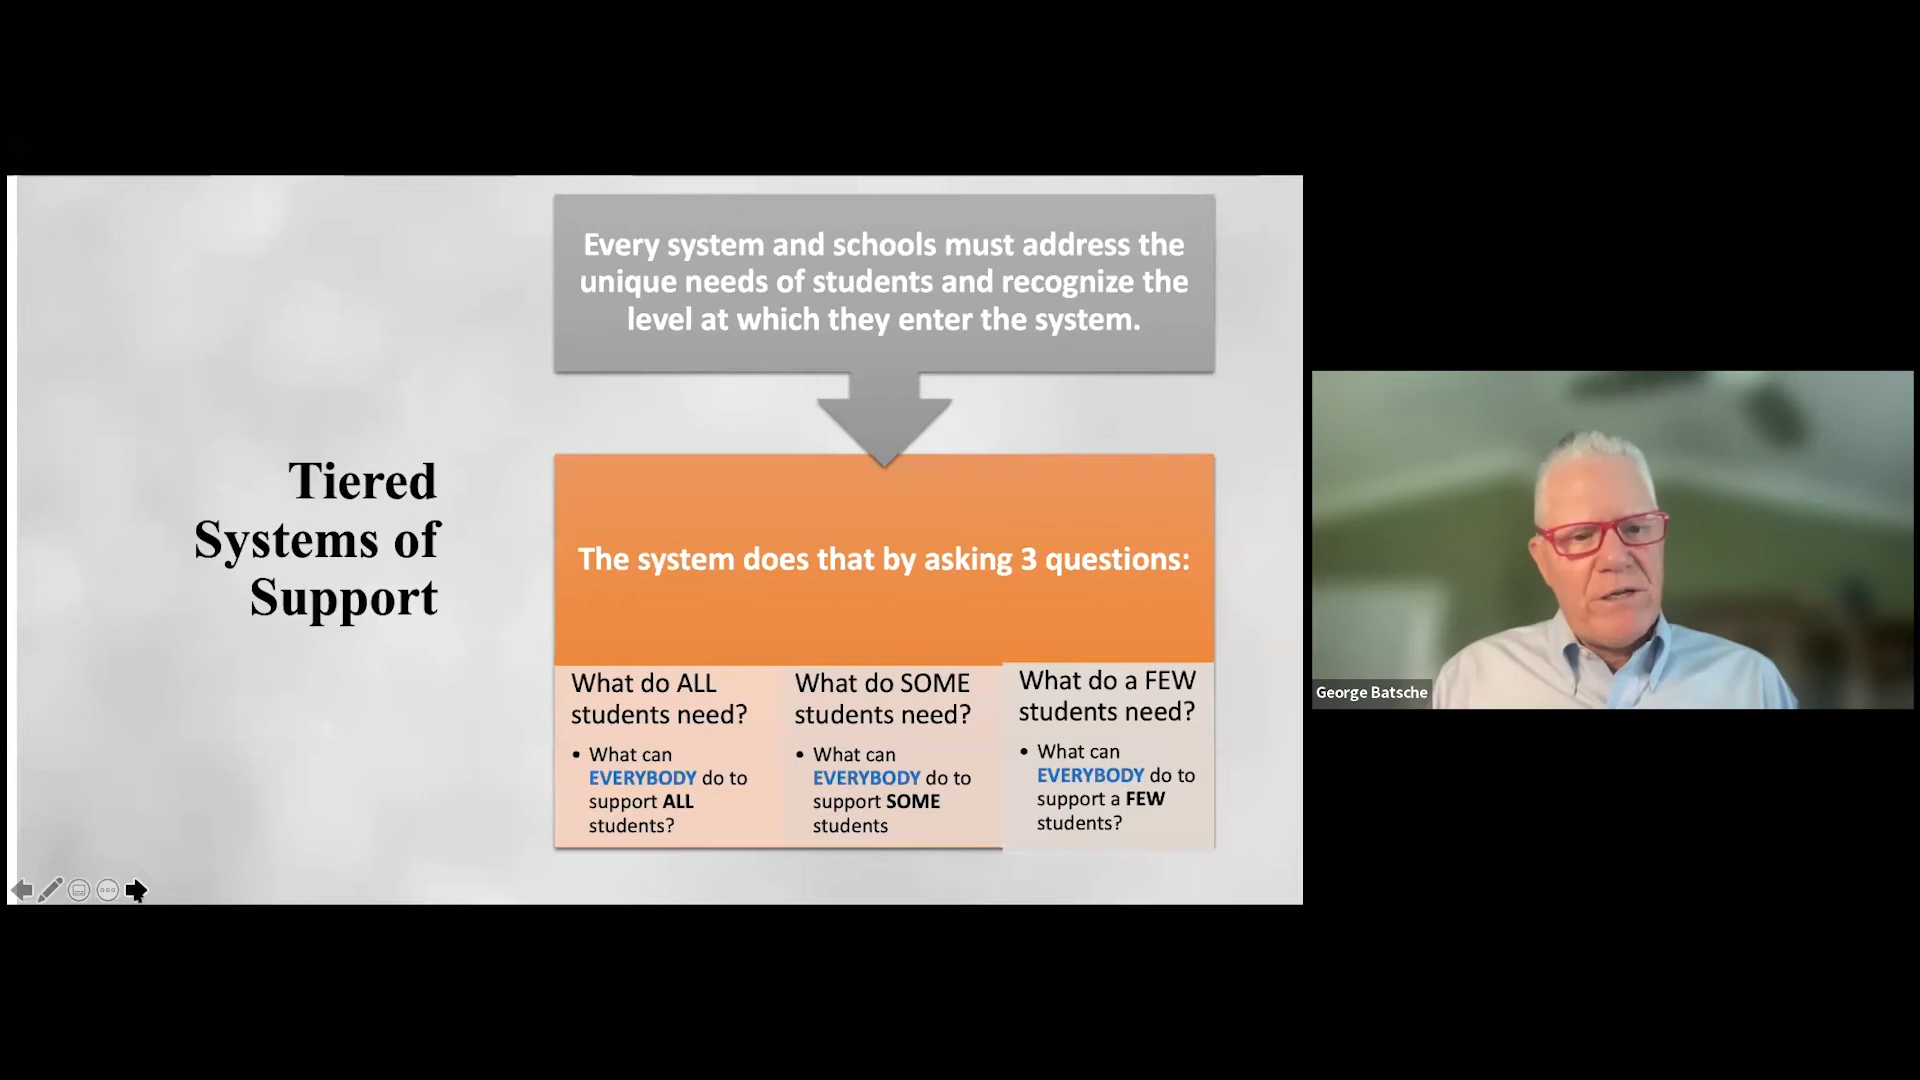 Every system and schools must address the
unique needs of students and recognize the
level at which they enter the system.
Tiered
Systems of
Support
The system does that by asking 3 questions:
What do ALL
students need?
• What can
EVERYBODY do to
support ALL
students?
What do SOME
students need?
• What can
EVERYBODY do to
support SOME
students
What do a FEW
students need?
• What can
EVERYBODY do to
support a FEW
students?
George Batsche